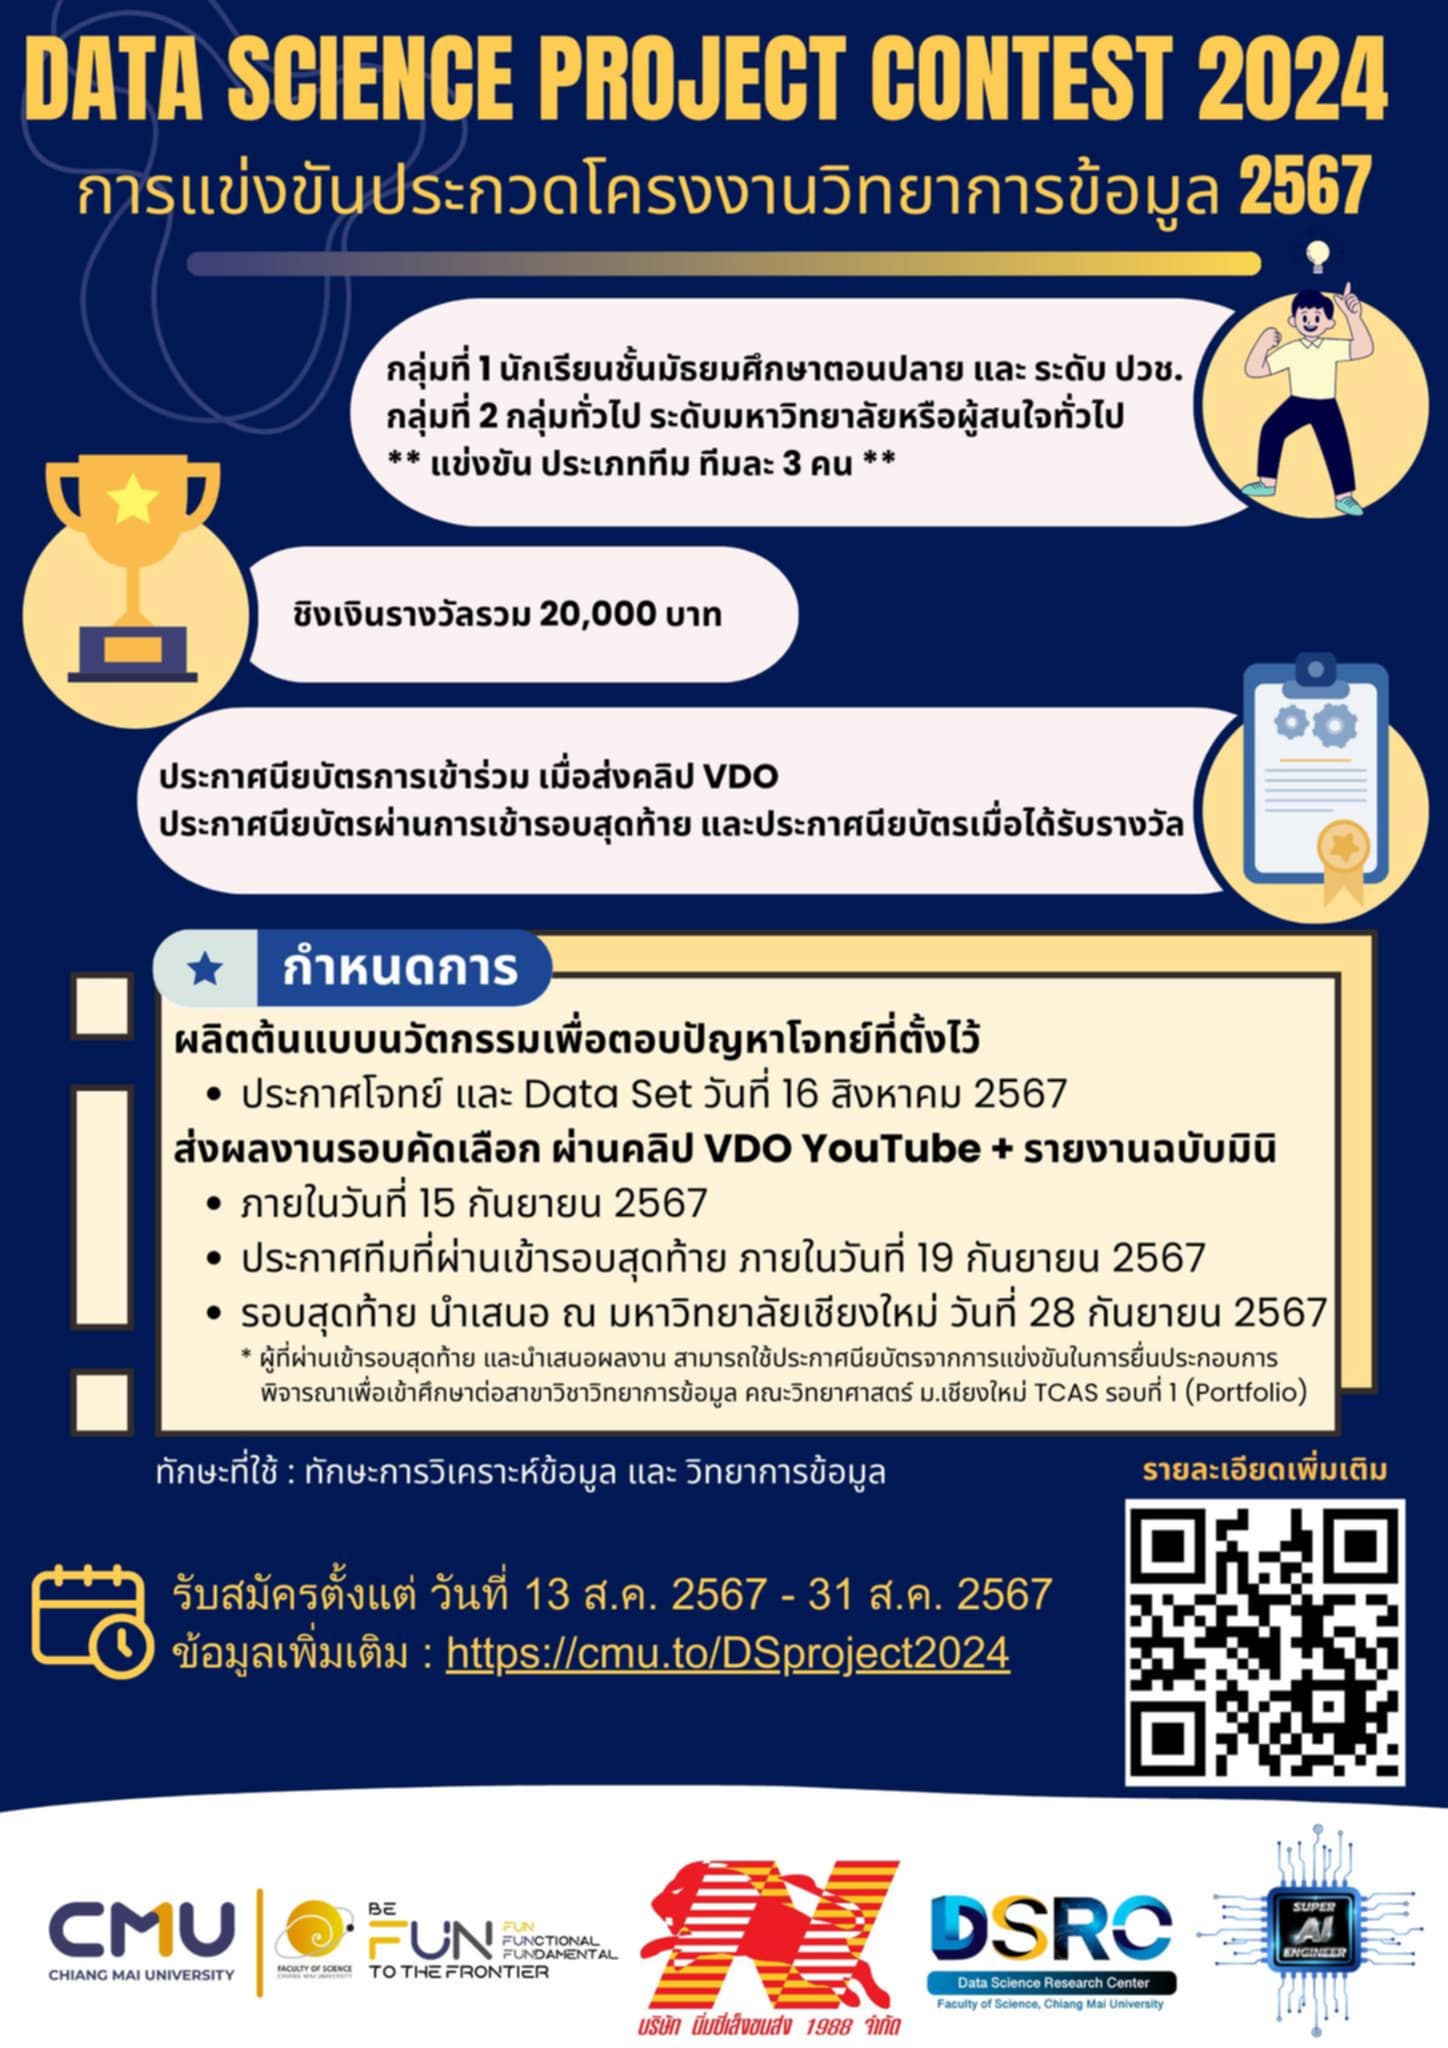 DATA SCIENCE PROJECT CONTEST 2024
การแข่งขันประกวดโครงงานวิทยาการข้อมูล 2567
กลุ่มที่ 1 นักเรียนชั้นมัธยมศึกษาตอนปลาย และ ระดับ ปวช.
กลุ่มที่ 2 กลุ่มทั่วไป ระดับมหาวิทยาลัยหรือผู้สนใจทั่วไป
** แข่งขัน ประเภททีม ทีมละ 3 คน **
ชิงเงินรางวัลรวม 20,000 บาท
ประกาศนียบัตรการเข้าร่วม เมื่อส่งคลิป VDO
ประกาศนียบัตรผ่านการเข้ารอบสุดท้าย และประกาศนียบัตรเมื่อได้รับรางวัล
กำหนดการ
ผลิตต้นแบบนวัตกรรมเพื่อตอบปัญหาโจทย์ที่ตั้งไว้
• ประกาศโจทย์ และ Data Set วันที่ 16 สิงหาคม 2567
ส่งผลงานรอบคัดเลือก ผ่านคลิป VDO YouTube + รายงานฉบับมินิ
• ภายในวันที่ 15 กันยายน 2567
• ประกาศทีมที่ผ่านเข้ารอบสุดท้าย ภายในวันที่ 19 กันยายน 2567
• รอบสุดท้าย นำเสนอ ณ มหาวิทยาลัยเชียงใหม่ วันที่ 28 กันยายน 2567
* ผู้ที่ผ่านเข้ารอบสุดท้าย และนำเสนอผลงาน สามารถใช้ประกาศนียบัตรจากการแข่งขันในการยื่นประกอบการ
พิจารณาเพื่อเข้าศึกษาต่อสาขาวิชาวิทยาการข้อมูล คณะวิทยาศาสตร์ ม.เชียงใหม่ TCAS รอบที่ 1 (Portfolio)
ทักษะที่ใช้ : ทักษะการวิเคราะห์ข้อมูล และ วิทยาการข้อมูล
รายละเอียดเพิ่มเติม
รับสมัครตั้งแต่ วันที่ 13 ส.ค. 2567 - 31 ส.ค. 2567
ข้อมูลเพิ่มเติม : https://cmu.to/DSproject2024
CMU
CHIANG MAI UNIVERSITY
FACULTY OF SCIENCE
CHIANG MAI UNIVERSITY
BE
FUN
FUN
FUNCTIONAL
FUNDAMENTAL
TO THE FRONTIER
บริษัท นิ่มซี่เส็งขนส่ง 1988 จำกัด
DSRC
Data Science Research Center
Faculty of Science, Chiang Mai University
SUPER
AI
ENGINEER